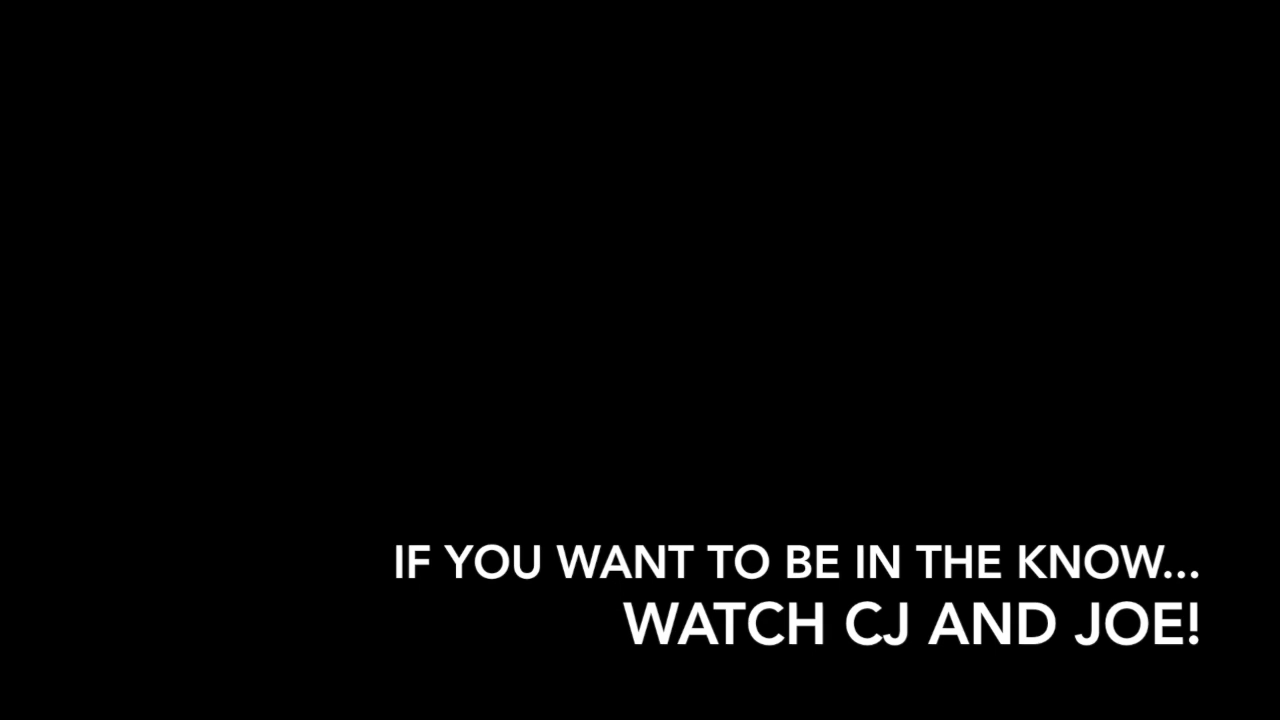 IF YOU WANT TO BE IN THE KNOW...
WATCH CJ AND JOE!